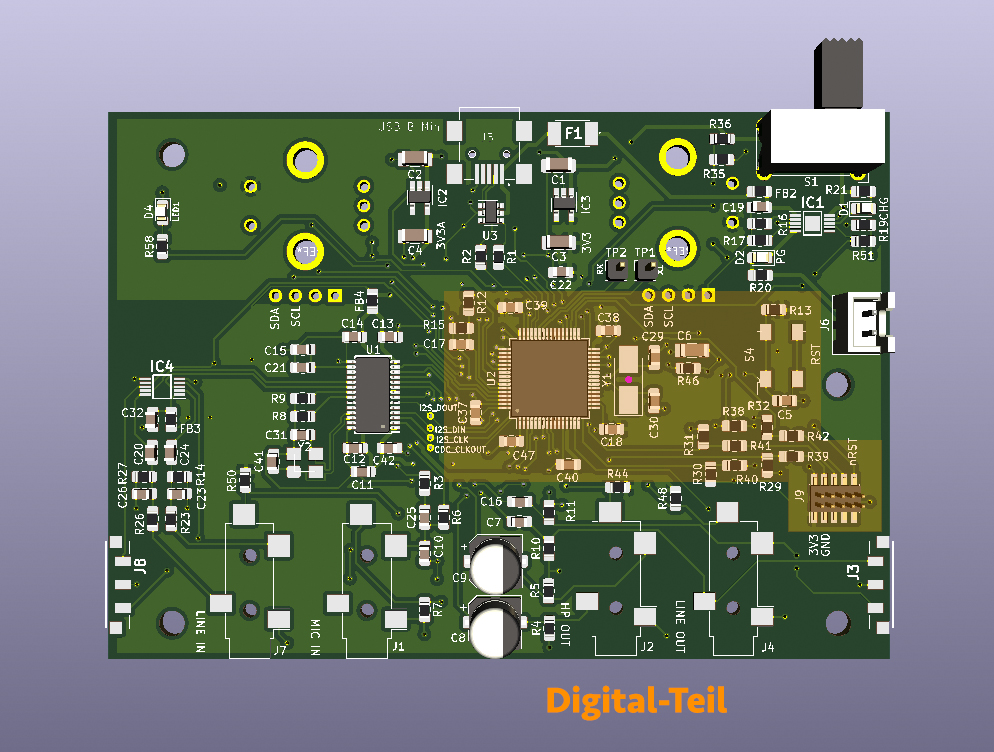 R36
USB B Mini
J5
F1
R35
S1
C2
C1
FB2
R21
IC2
IC3
C19
IC1
D1
CHG
D4
LED1
R16
R19
U3
R17
C4
3V3A
C3
3V3
R58
R2
R1
TP2
TP1
D2
PG
R51
C22
R20
FB4
R12
C39
R13
SDA
SCL
SDA
SCL
J6
C14
C13
R15
C38
C17
C29
C6
S4
RST
C15
U1
U2
Y1
R46
IC4
C21
R9
I2S_DOUT
C37
C5
C32
R8
I2S_DIN
C30
R38
R32
FB3
C31
I2S_CLK
C18
R31
R42
CDC_CLKOUT
R41
C20
C24
C41
C12
C42
C47
R39
nRST
C40
R40
R29
R27
R14
R50
C11
R3
R44
R30
C26
C23
R48
J9
C16
R26
R23
C25
R6
C7
R11
3V3
GND
C10
R10
J8
C9
J3
R5
R7
LINE IN
MIC IN
C8
R4
HP OUT
LINE OUT
J7
J1
J2
J4
Digital-Teil